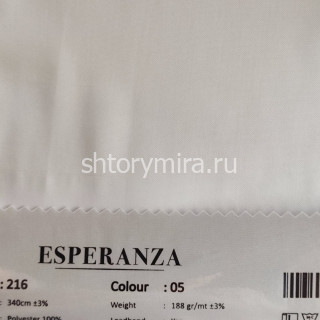 shtorymira.ru
ESPERANZA
: 216 Colour : 05
: 340cm ±3% Weight : 188 gr/mt ±3%
: Polyester 100%